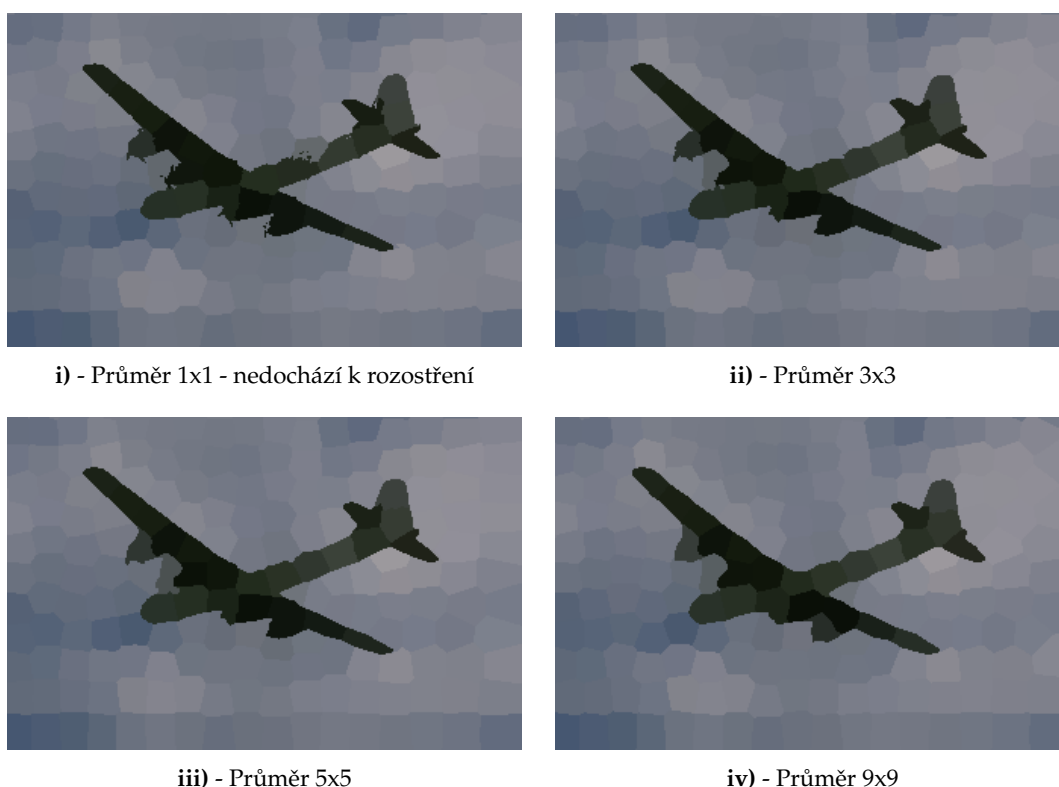 i) - Průměr 1x1 - nedochází k rozostření
ii) - Průměr 3x3
iii) - Průměr 5x5
iv) - Průměr 9x9